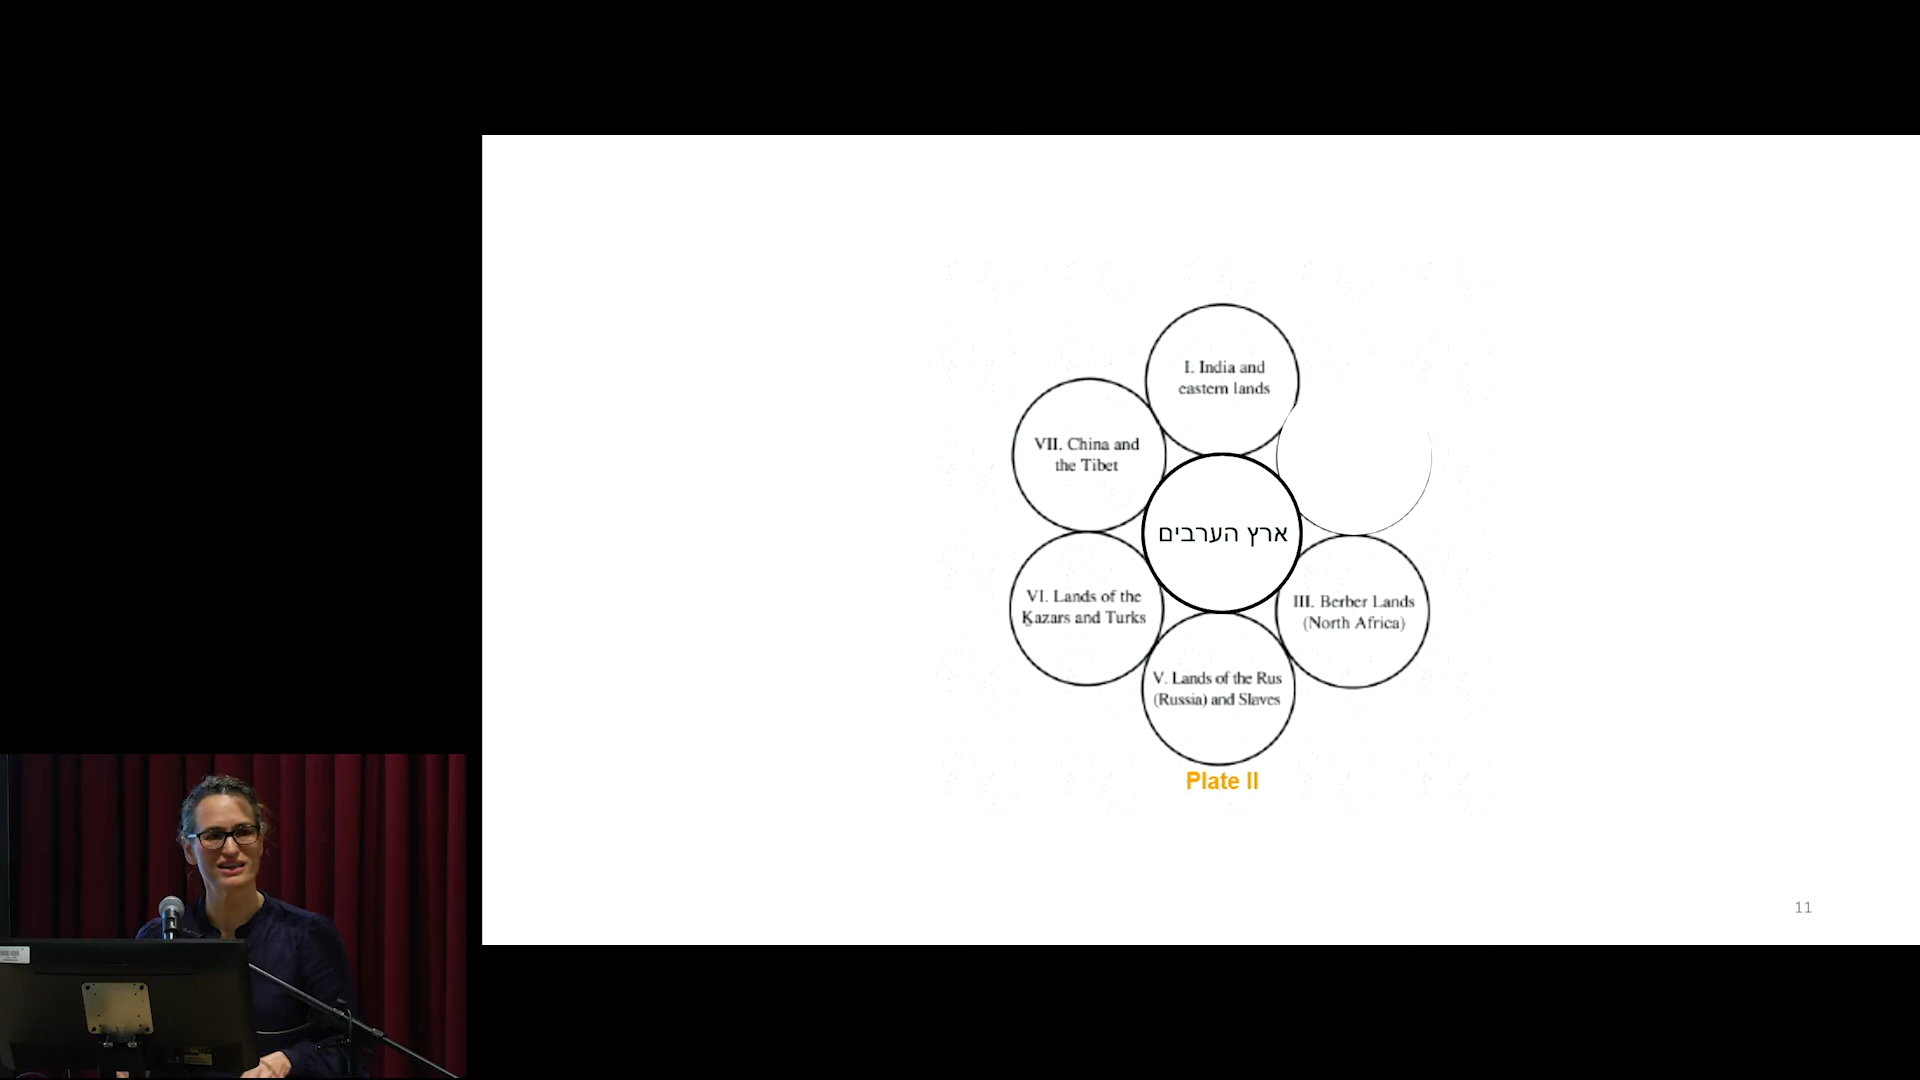 I. India and
eastern lands
VII. China and
the Tibet
ארץ הערבים
VI. Lands of the
Ḵazars and Turks
III. Berber Lands
(North Africa)
V. Lands of the Rus
(Russia) and Slaves
Plate II
11